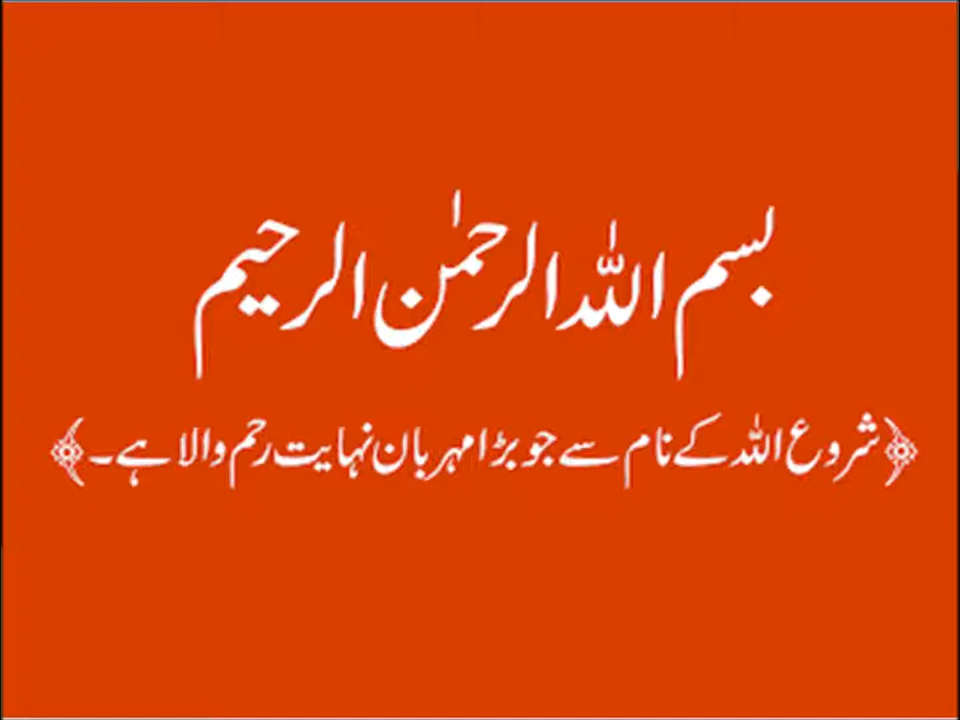 بسم اللہ الرحمٰن الرحیم
﴿شروع اللہ کے نام سے جو بڑا مہربان نہایت رحم والا ہے۔﴾